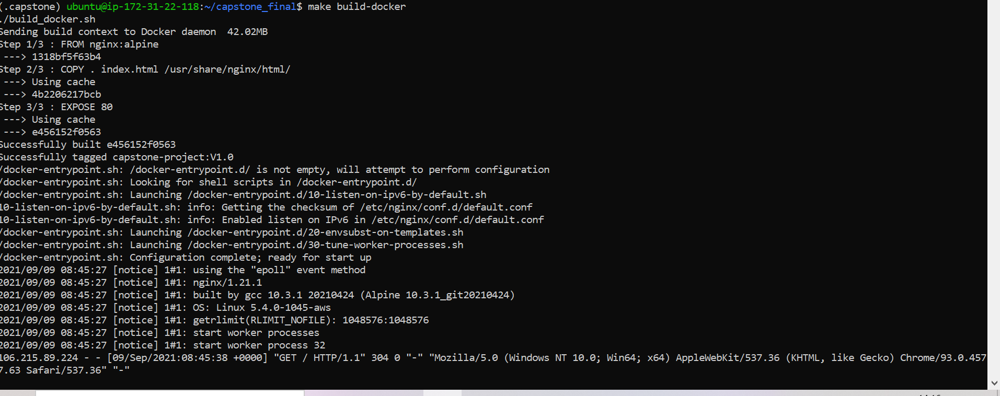 (.capstone) ubuntu@ip-172-31-22-118:~/capstone_final$ make build-docker
./build_docker.sh
Sending build context to Docker daemon  42.02MB
Step 1/3 : FROM nginx:alpine
 ---> 1318bf5f63b4
Step 2/3 : COPY . index.html /usr/share/nginx/html/
 ---> Using cache
 ---> 4b2206217bcb
Step 3/3 : EXPOSE 80
 ---> Using cache
 ---> e456152f0563
Successfully built e456152f0563
Successfully tagged capstone-project:V1.0
/docker-entrypoint.sh: /docker-entrypoint.d/ is not empty, will attempt to perform configuration
/docker-entrypoint.sh: Looking for shell scripts in /docker-entrypoint.d/
/docker-entrypoint.sh: Launching /docker-entrypoint.d/10-listen-on-ipv6-by-default.sh
10-listen-on-ipv6-by-default.sh: info: Getting the checksum of /etc/nginx/conf.d/default.conf
10-listen-on-ipv6-by-default.sh: info: Enabled listen on IPv6 in /etc/nginx/conf.d/default.conf
/docker-entrypoint.sh: Launching /docker-entrypoint.d/20-envsubst-on-templates.sh
/docker-entrypoint.sh: Launching /docker-entrypoint.d/30-tune-worker-processes.sh
/docker-entrypoint.sh: Configuration complete; ready for start up
2021/09/09 08:45:27 [notice] 1#1: using the "epoll" event method
2021/09/09 08:45:27 [notice] 1#1: nginx/1.21.1
2021/09/09 08:45:27 [notice] 1#1: built by gcc 10.3.1 20210424 (Alpine 10.3.1_git20210424)
2021/09/09 08:45:27 [notice] 1#1: OS: Linux 5.4.0-1045-aws
2021/09/09 08:45:27 [notice] 1#1: getrlimit(RLIMIT_NOFILE): 1048576:1048576
2021/09/09 08:45:27 [notice] 1#1: start worker processes
2021/09/09 08:45:27 [notice] 1#1: start worker process 32
106.215.89.224 - - [09/Sep/2021:08:45:38 +0000] "GET / HTTP/1.1" 304 0 "-" "Mozilla/5.0 (Windows NT 10.0; Win64; x64) AppleWebKit/537.36 (KHTML, like Gecko) Chrome/93.0.457
7.63 Safari/537.36" "-"